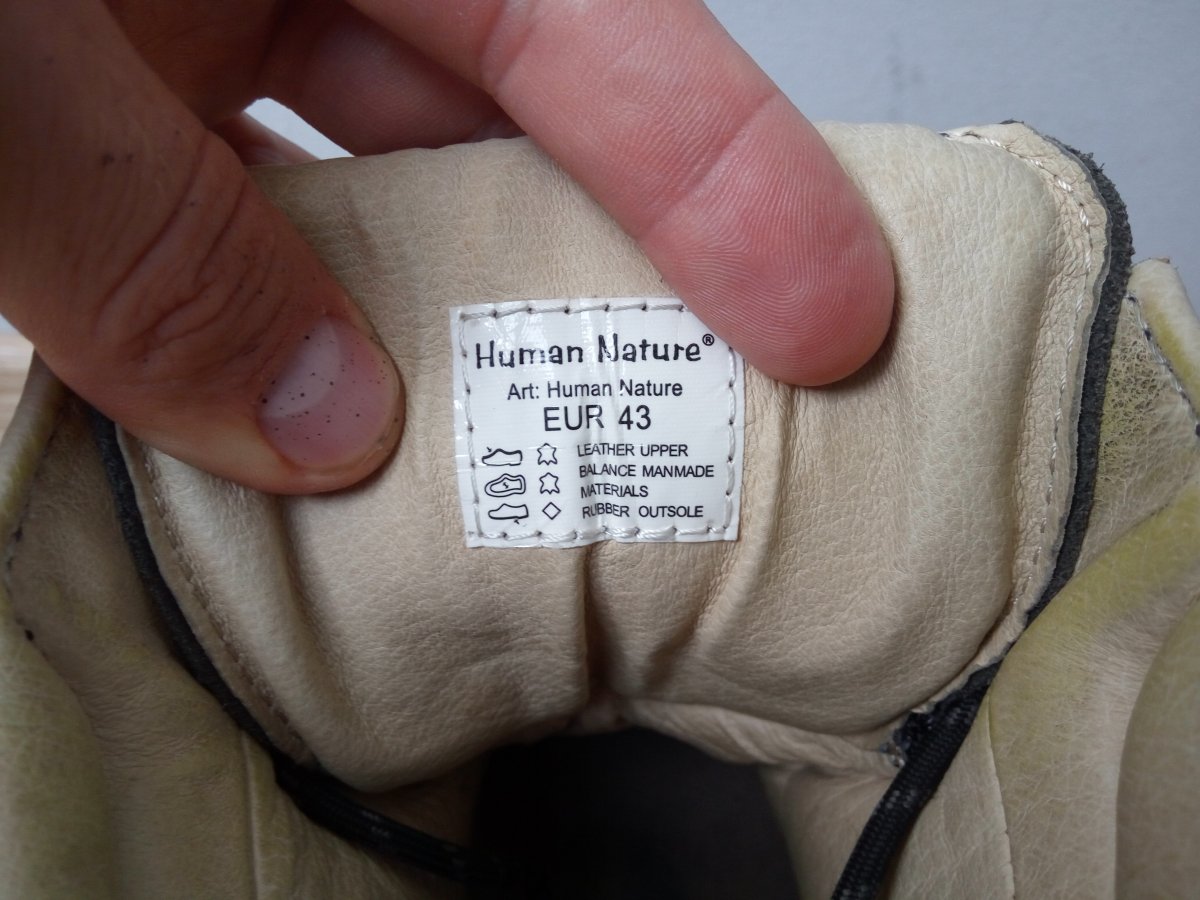 Human Nature®
Art: Human Nature
EUR 43
LEATHER UPPER
BALANCE MANMADE
MATERIALS
RUBBER OUTSOLE